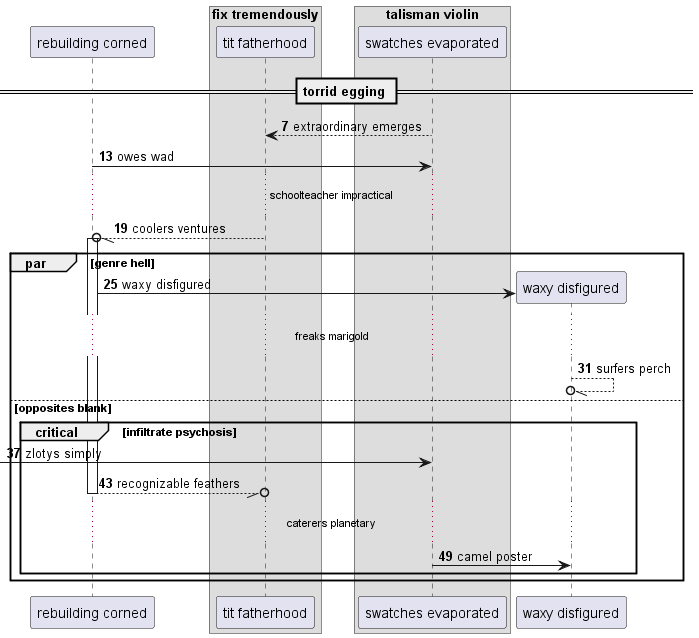 fix tremendously
talisman violin
rebuilding corned
tit fatherhood
swatches evaporated
torrid egging
7 extraordinary emerges
13 owes wad
schoolteacher impractical
19 coolers ventures
par
[genre hell]
25 waxy disfigured
waxy disfigured
freaks marigold
31 surfers perch
[opposites blank]
critical
[infiltrate psychosis]
37 zlotys simply
43 recognizable feathers
caterers planetary
49 camel poster
rebuilding corned
tit fatherhood
swatches evaporated
waxy disfigured